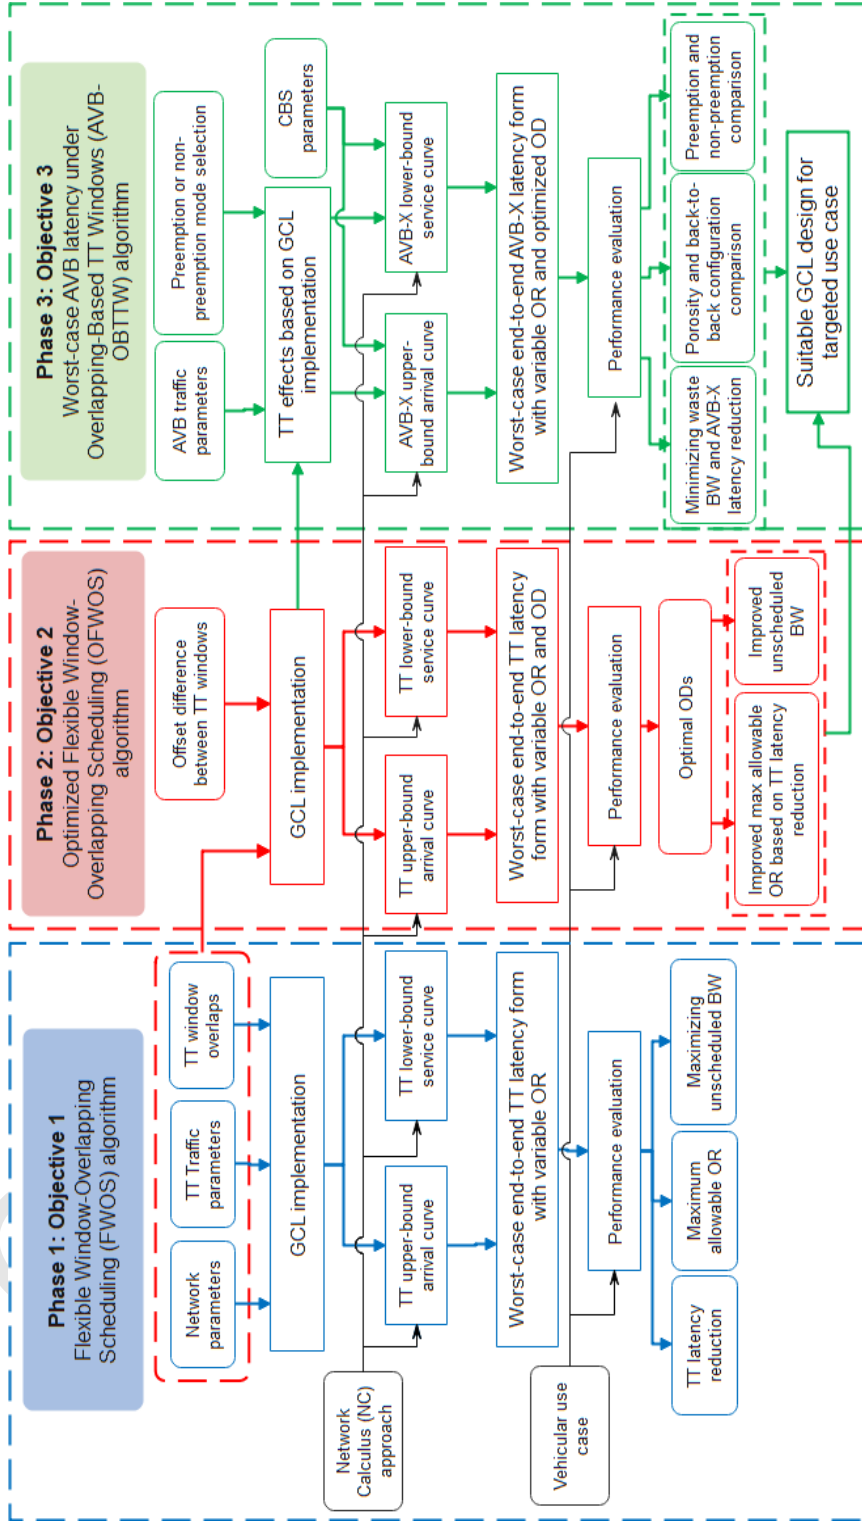 Phase 1: Objective 1
Flexible Window-Overlapping
Scheduling (FWOS) algorithm
Network
parameters
TT Traffic
parameters
TT window
overlaps
GCL implementation
Network
Calculus (NC)
approach
TT upper-bound
arrival curve
TT lower-bound
service curve
Worst-case end-to-end TT latency form
with variable OR
Vehicular use
case
Performance evaluation
TT latency
reduction
Maximum
allowable OR
Maximizing
unscheduled BW
Phase 2: Objective 2
Optimized Flexible Window-
Overlapping Scheduling (OFWOS)
algorithm
Offset difference
between TT windows
GCL implementation
TT upper-bound
arrival curve
TT lower-bound
service curve
Worst-case end-to-end TT latency
form with variable OR and OD
Performance evaluation
Optimal ODs
Improved max allowable
OR based on TT latency
reduction
Improved
unscheduled
BW
Phase 3: Objective 3
Worst-case AVB latency under
Overlapping-Based TT Windows (AVB-
OBTTW) algorithm
AVB traffic
parameters
Preemption or non-
preemption mode selection
TT effects based on GCL
implementation
CBS
parameters
AVB-X upper-
bound arrival curve
AVB-X lower-bound
service curve
Worst-case end-to-end AVB-X latency form
with variable OR and optimized OD
Performance evaluation
Minimizing waste
BW and AVB-X
latency reduction
Porosity and back-to-
back configuration
comparison
Preemption and
non-preemption
comparison
Suitable GCL design for
targeted use case